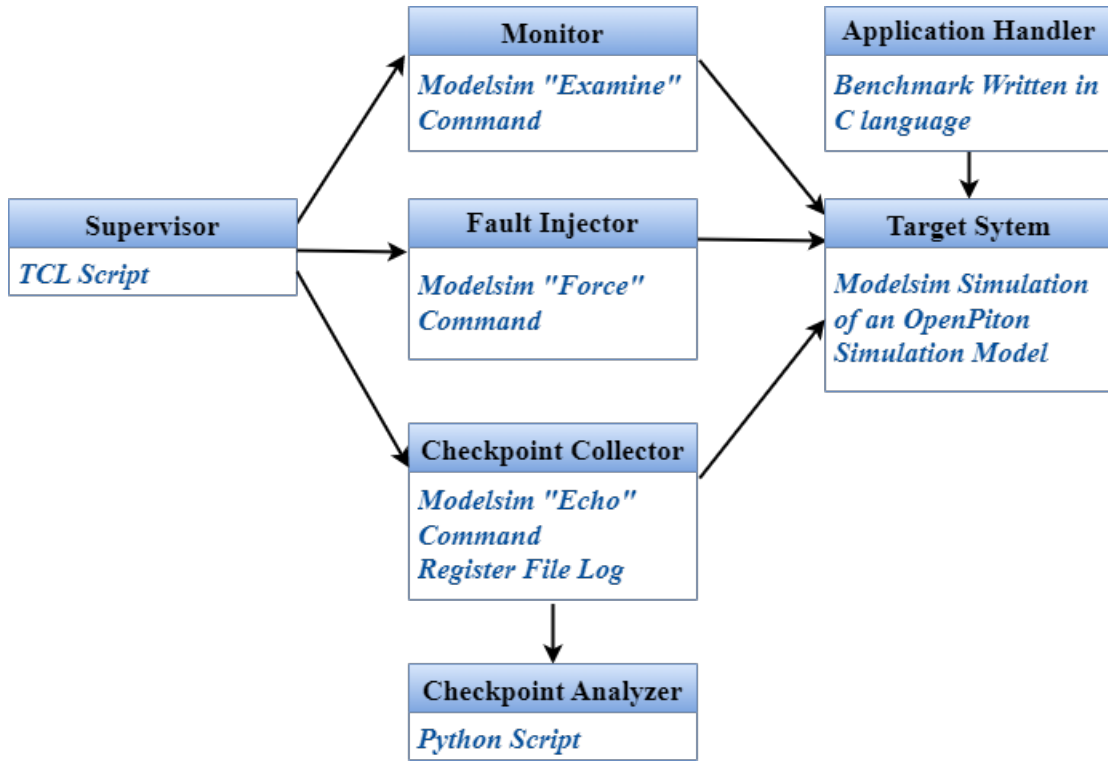 Monitor
Modelsim "Examine"
Command
Application Handler
Benchmark Written in
C language
Supervisor
TCL Script
Fault Injector
Modelsim "Force"
Command
Target Sytem
Modelsim Simulation
of an OpenPiton
Simulation Model
Checkpoint Collector
Modelsim "Echo"
Command
Register File Log
Checkpoint Analyzer
Python Script